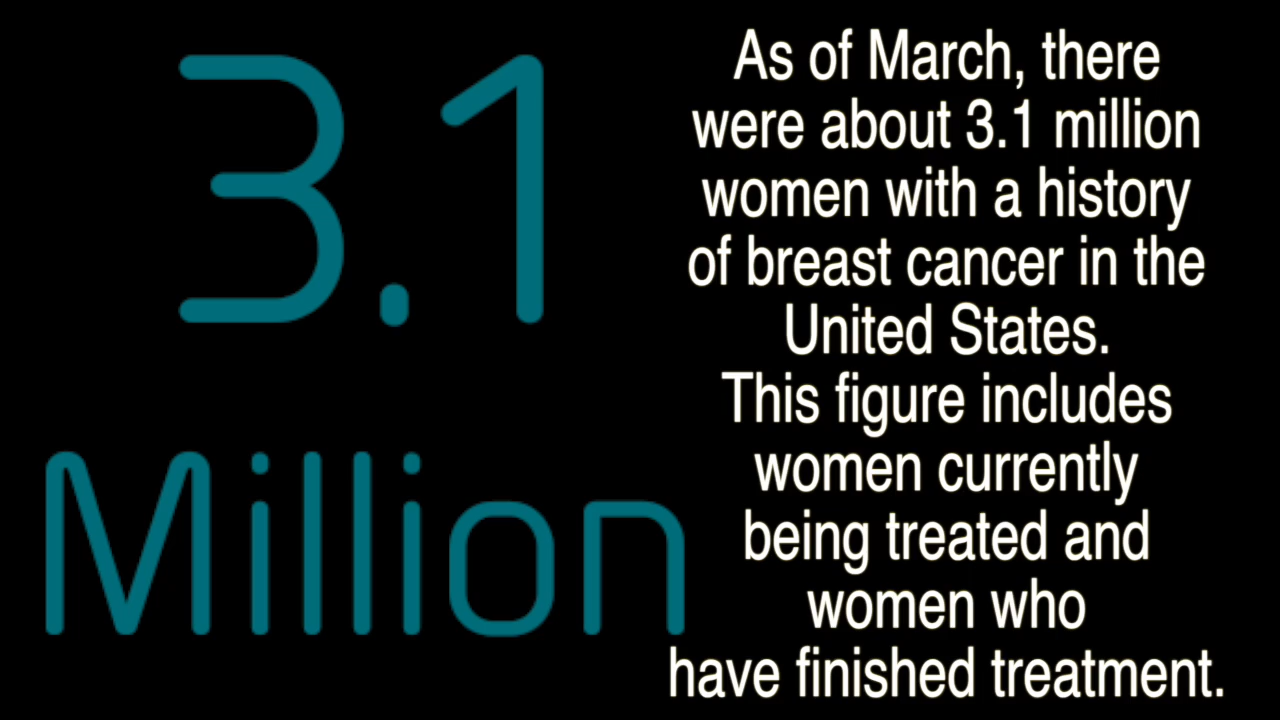 3.1
Million
As of March, there
were about 3.1 million
women with a history
of breast cancer in the
United States.
This figure includes
women currently
being treated and
women who
have finished treatment.